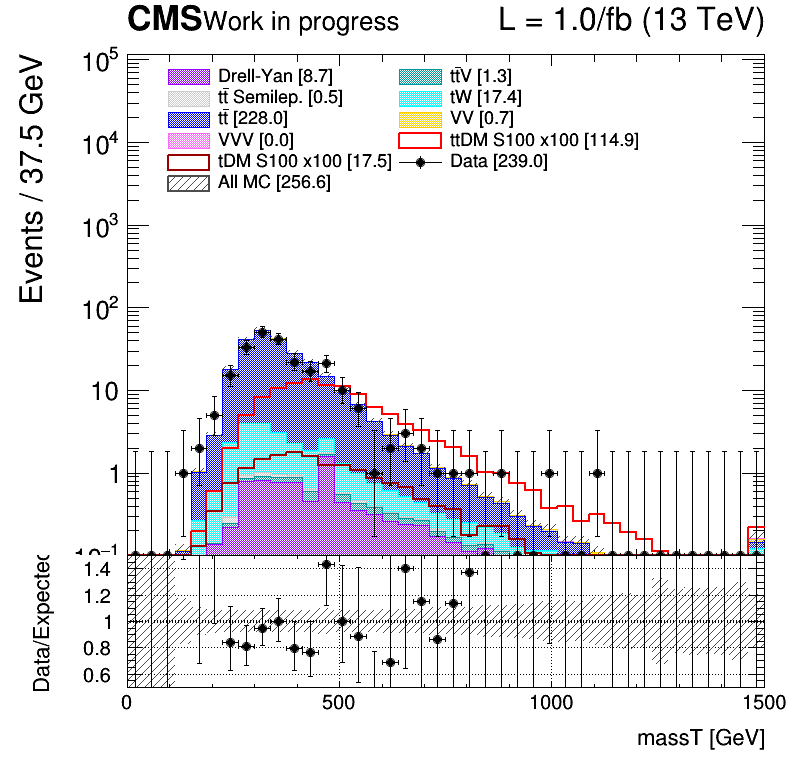 CMS Work in progress L = 1.0/fb (13 TeV)
Events / 37.5 GeV
10⁵
10⁴
10³
10²
10
1
10⁻¹
Drell-Yan [8.7]
tt̄V [1.3]
tt̄ Semilep. [0.5]
tW [17.4]
tt̄ [228.0]
VV [0.7]
VVV [0.0]
ttDM S100 x100 [114.9]
tDM S100 x100 [17.5]
Data [239.0]
All MC [256.6]
Data/Expected
1.4
1.2
1
0.8
0.6
0 500 1000 1500
massT [GeV]